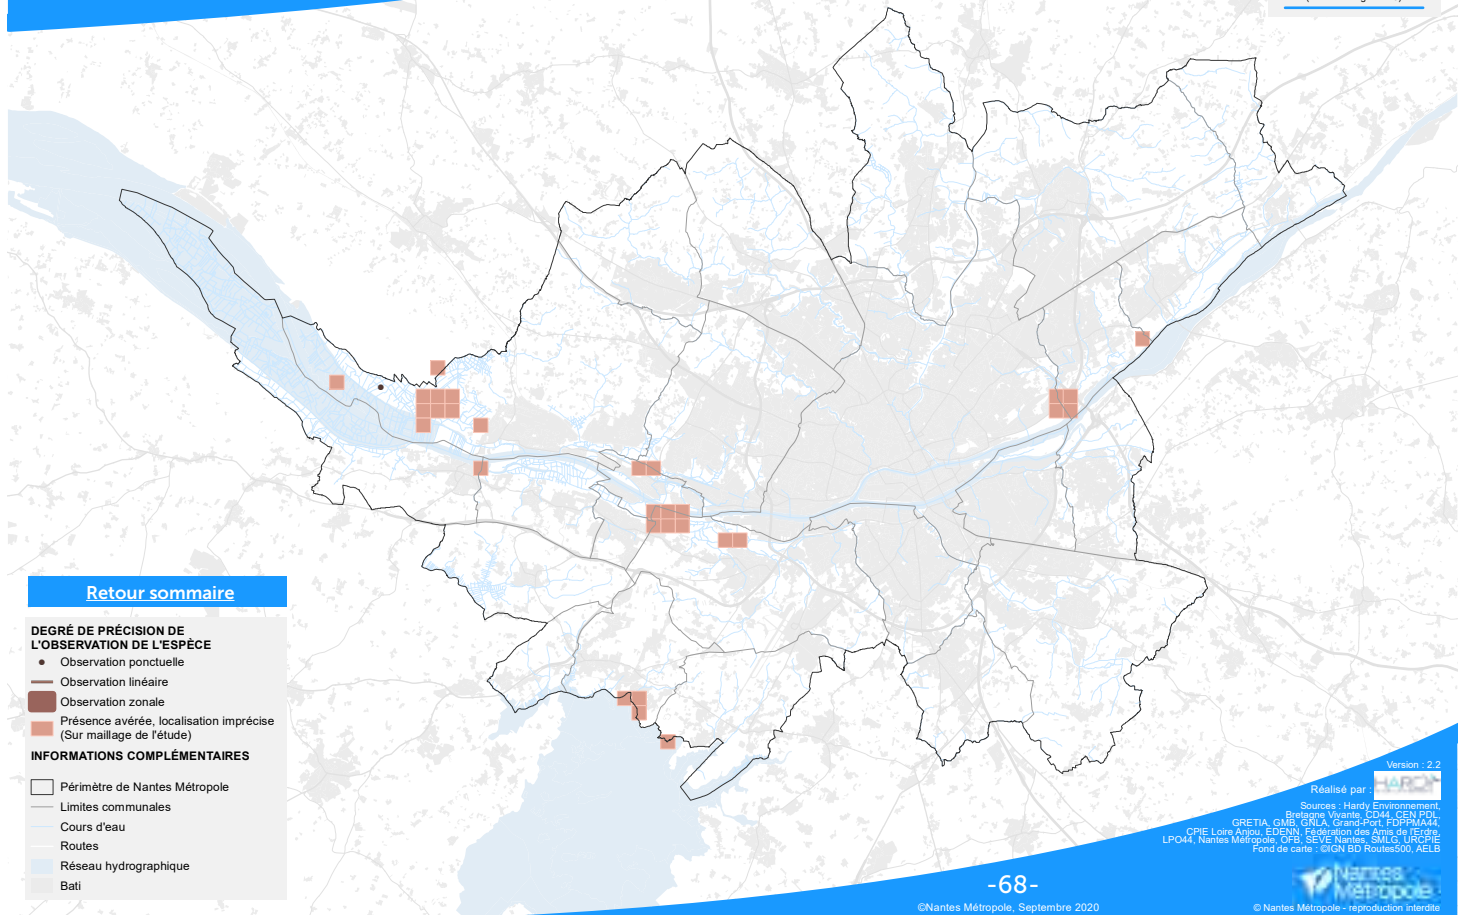 Retour sommaire
DEGRÉ DE PRÉCISION DE
L'OBSERVATION DE L'ESPÈCE
Observation ponctuelle
Observation linéaire
Observation zonale
Présence avérée, localisation imprécise
(Sur maillage de l'étude)
INFORMATIONS COMPLÉMENTAIRES
Périmètre de Nantes Métropole
Limites communales
Cours d'eau
Routes
Réseau hydrographique
Bati
Version : 2.2
Réalisé par : HARDY
Sources : Hardy Environnement,
Bretagne Vivante, CD44, CEN PDL,
GRETIA, GMB, GNLA, Grand-Port, FDPPMA44,
CPIE Loire Anjou, EDENN, Fédération des Amis de l'Erdre,
LPO44, Nantes Métropole, OFB, SEVE Nantes, SMLG, URCPIE
Fond de carte : ©IGN BD Routes500, AELB
-68-
©Nantes Métropole, Septembre 2020
Nantes
Métropole
© Nantes Métropole - reproduction interdite